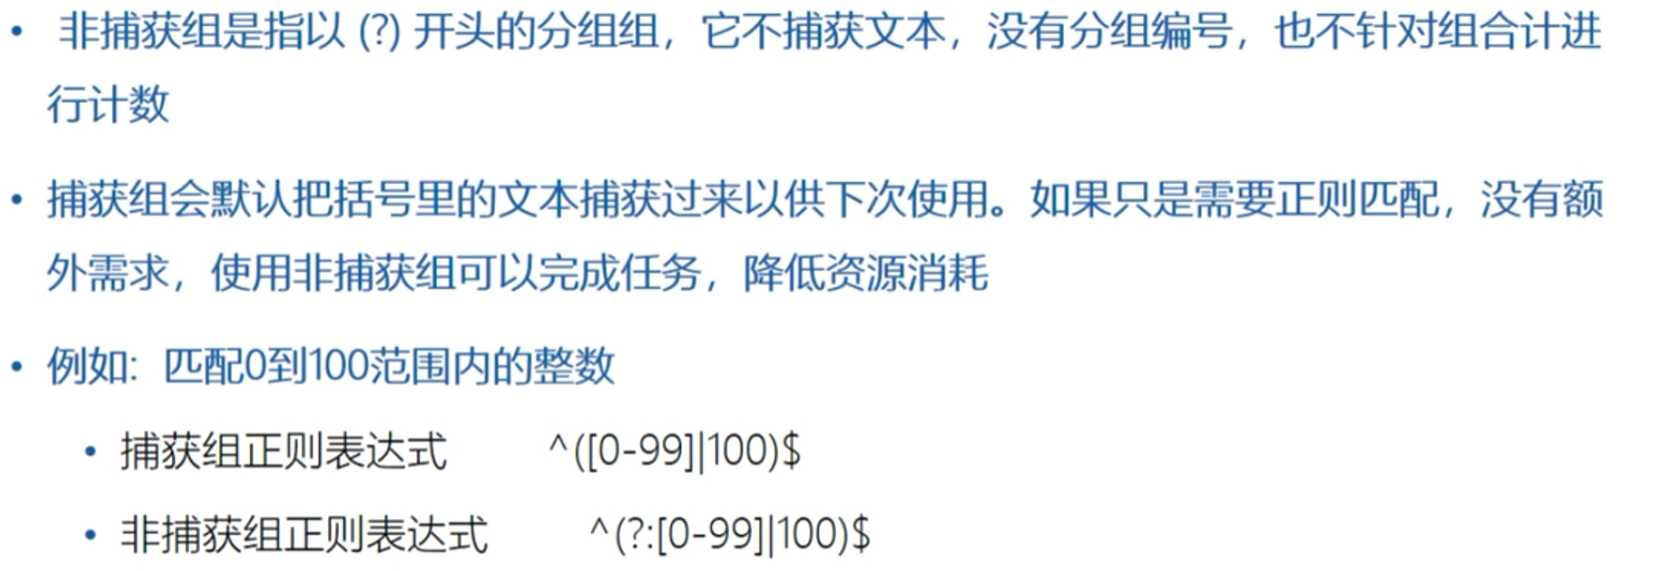 • 非捕获组是指以 (?) 开头的分组组，它不捕获文本，没有分组编号，也不针对组合计进
行计数
• 捕获组会默认把括号里的文本捕获过来以供下次使用。如果只是需要正则匹配，没有额
外需求，使用非捕获组可以完成任务，降低资源消耗
• 例如：匹配0到100范围内的整数
• 捕获组正则表达式 ^([0-99]|100)$
• 非捕获组正则表达式 ^(?:[0-99]|100)$